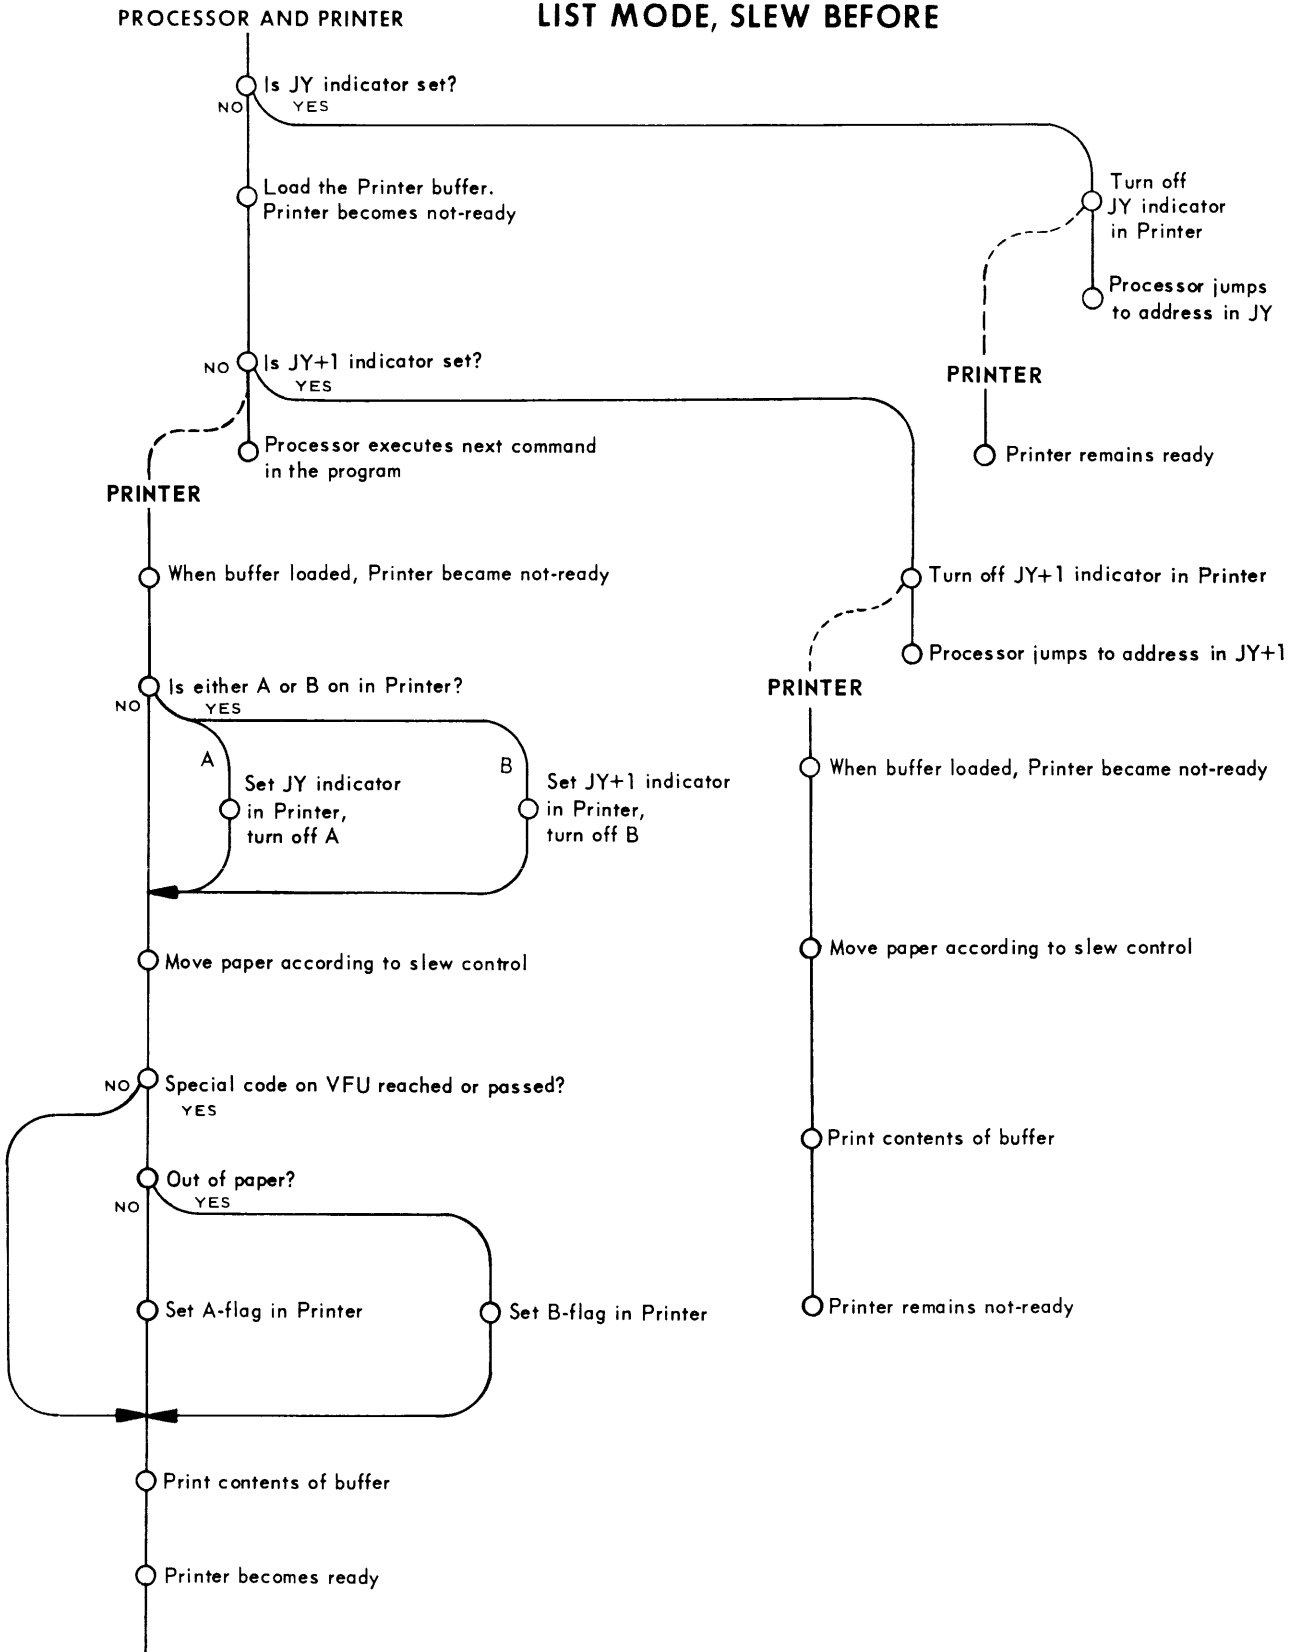 PROCESSOR AND PRINTER
LIST MODE, SLEW BEFORE
Is JY indicator set?
NO
YES
Load the Printer buffer.
Printer becomes not-ready
Turn off
JY indicator
in Printer
Processor jumps
to address in JY
PRINTER
Printer remains ready
Is JY+1 indicator set?
NO
YES
Processor executes next command
in the program
PRINTER
When buffer loaded, Printer became not-ready
Turn off JY+1 indicator in Printer
Processor jumps to address in JY+1
PRINTER
When buffer loaded, Printer became not-ready
Move paper according to slew control
Print contents of buffer
Printer remains not-ready
Is either A or B on in Printer?
NO
YES
A
Set JY indicator
in Printer,
turn off A
B
Set JY+1 indicator
in Printer,
turn off B
Move paper according to slew control
NO
Special code on VFU reached or passed?
YES
Out of paper?
NO
YES
Set A-flag in Printer
Set B-flag in Printer
Print contents of buffer
Printer becomes ready